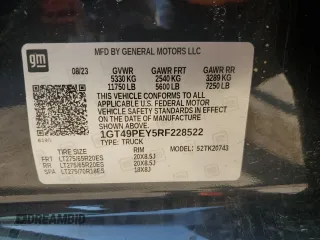 gm
MFD BY GENERAL MOTORS LLC
08/23 GVWR GAWR FRT GAWR RR
5330 KG 2540 KG 3289 KG
11750 LB 5600 LB 7250 LB
THIS VEHICLE CONFORMS TO ALL APPLICABLE U.S. FEDERAL MOTOR VEHICLE SAFETY STANDARDS IN EFFECT ON THE DATE OF MANUFACTURE SHOWN ABOVE.
1GT49PEY5RF228522
TYPE: TRUCK 52TK20743
TIRE SIZE RIM
FRT LT275/65R20ES 20X8.5J
RR LT275/65R20ES 20X8.5J
SPA LT275/70R18ES 18X8J
© DREAMBID